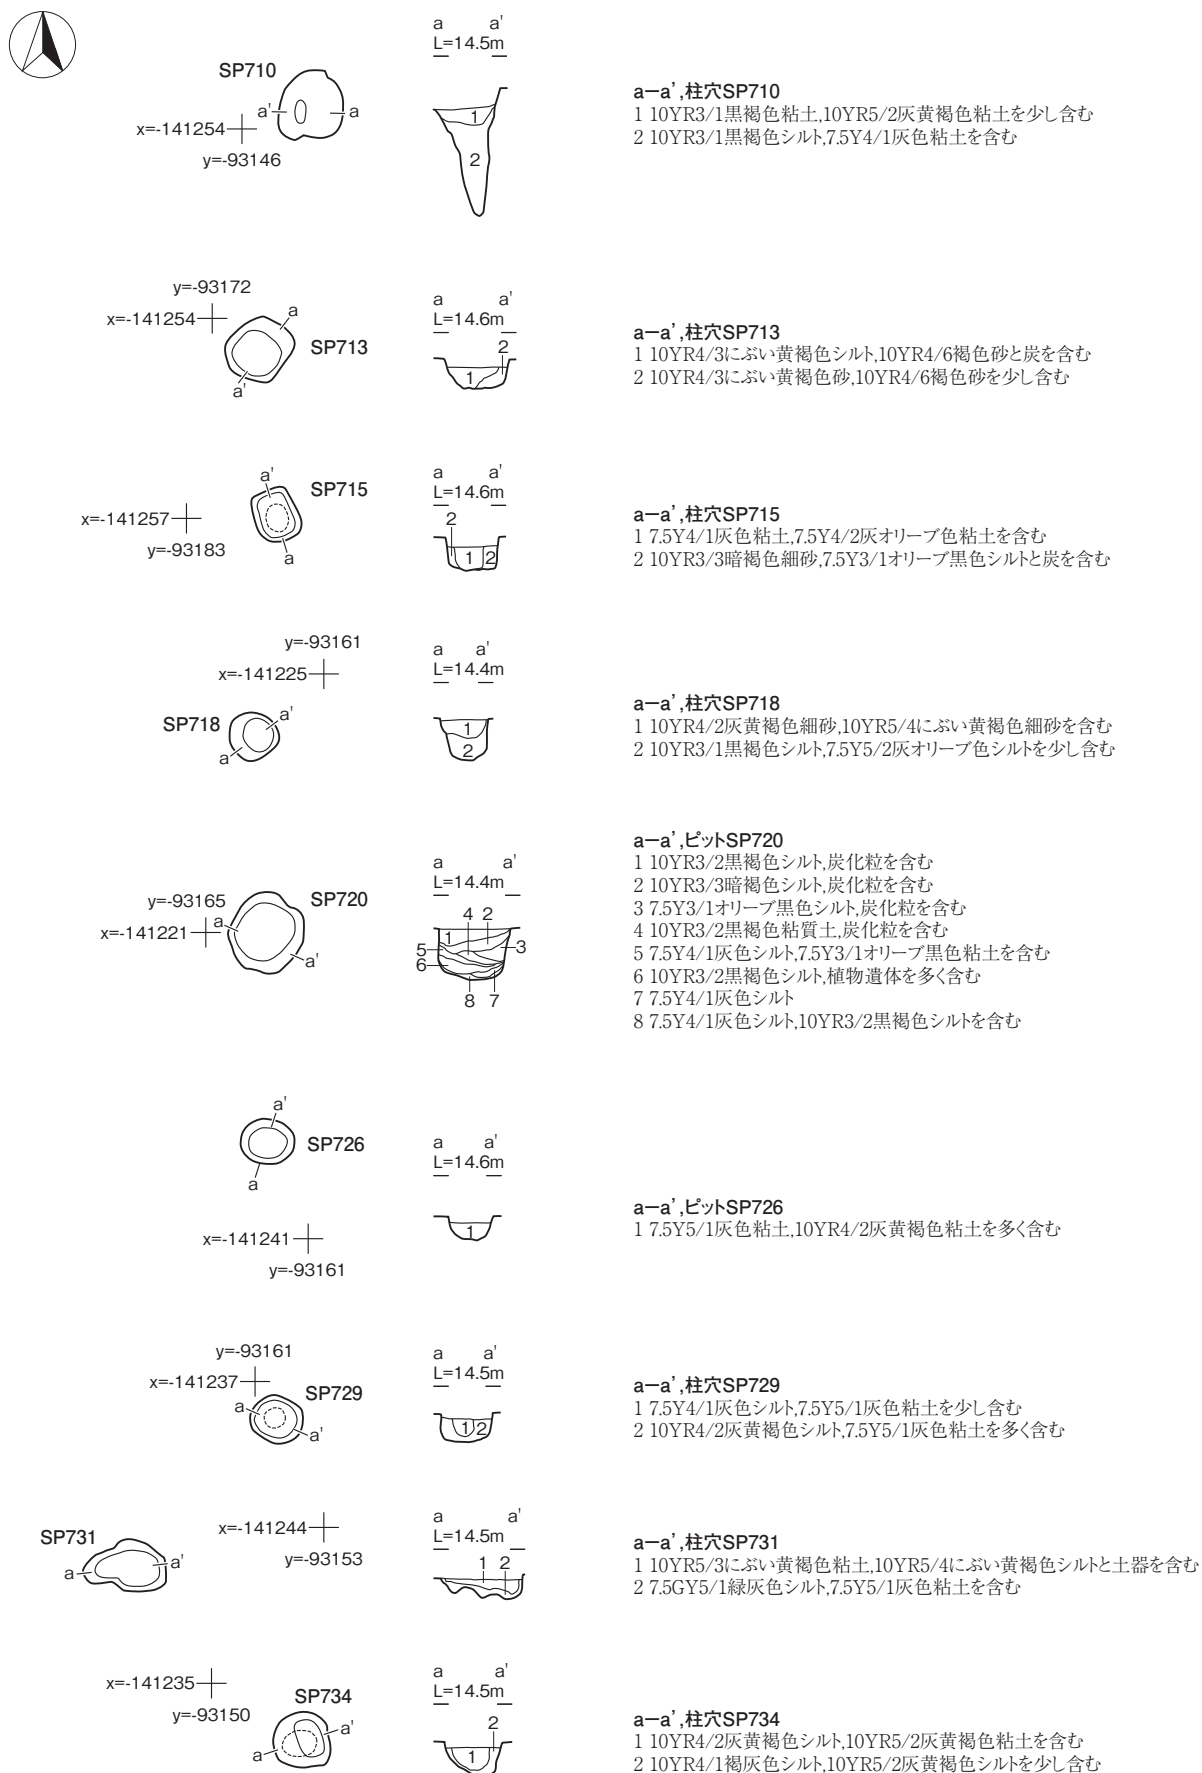 a a'
L=14.5m
SP710
a' a
x=-141254
y=-93146
1
2
a-a',柱穴SP710
1 10YR3/1黒褐色粘土,10YR5/2灰黄褐色粘土を少し含む
2 10YR3/1黒褐色シルト,7.5Y4/1灰色粘土を含む
y=-93172
x=-141254
a
SP713
a'
a a'
L=14.6m
2
1
a-a',柱穴SP713
1 10YR4/3にぶい黄褐色シルト,10YR4/6褐色砂と炭を含む
2 10YR4/3にぶい黄褐色砂,10YR4/6褐色砂を少し含む
a'
SP715
x=-141257
y=-93183
a
a a'
L=14.6m
2
1 2
a-a',柱穴SP715
1 7.5Y4/1灰色粘土,7.5Y4/2灰オリーブ色粘土を含む
2 10YR3/3暗褐色細砂,7.5Y3/1オリーブ黒色シルトと炭を含む
y=-93161
x=-141225
SP718
a'
a
a a'
L=14.4m
1
2
a-a',柱穴SP718
1 10YR4/2灰黄褐色細砂,10YR5/4にぶい黄褐色細砂を含む
2 10YR3/1黒褐色シルト,7.5Y5/2灰オリーブ色シルトを少し含む
y=-93165
SP720
a
x=-141221
a'
a a'
L=14.4m
4 2
1
5 3
6
8 7
a-a',ピットSP720
1 10YR3/2黒褐色シルト,炭化粒を含む
2 10YR3/3暗褐色シルト,炭化粒を含む
3 7.5Y3/1オリーブ黒色シルト,炭化粒を含む
4 10YR3/2黒褐色粘質土,炭化粒を含む
5 7.5Y4/1灰色シルト,7.5Y3/1オリーブ黒色粘土を含む
6 10YR3/2黒褐色シルト,植物遺体を多く含む
7 7.5Y4/1灰色シルト
8 7.5Y4/1灰色シルト,10YR3/2黒褐色シルトを含む
a'
SP726
a
x=-141241
y=-93161
a a'
L=14.6m
1
a-a',ピットSP726
1 7.5Y5/1灰色粘土,10YR4/2灰黄褐色粘土を多く含む
y=-93161
x=-141237
SP729
a
a'
a a'
L=14.5m
1 2
a-a',柱穴SP729
1 7.5Y4/1灰色シルト,7.5Y5/1灰色粘土を少し含む
2 10YR4/2灰黄褐色シルト,7.5Y5/1灰色粘土を多く含む
SP731
x=-141244
y=-93153
a a'
a a'
L=14.5m
1 2
a-a',柱穴SP731
1 10YR5/3にぶい黄褐色粘土,10YR5/4にぶい黄褐色シルトと土器を含む
2 7.5GY5/1緑灰色シルト,7.5Y5/1灰色粘土を含む
x=-141235
y=-93150
SP734
a'
a
a a'
L=14.5m
2
1
a-a',柱穴SP734
1 10YR4/2灰黄褐色シルト,10YR5/2灰黄褐色粘土を含む
2 10YR4/1褐灰色シルト,10YR5/2灰黄褐色シルトを少し含む